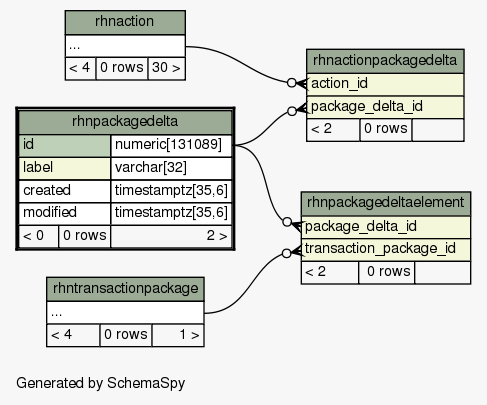 rhnaction
...
< 4 0 rows 30 >
rhnactionpackagedelta
action_id
package_delta_id
< 2 0 rows
rhnpackagedelta
id numeric[131089]
label varchar[32]
created timestamptz[35,6]
modified timestamptz[35,6]
< 0 0 rows 2 >
rhnpackagedeltaelement
package_delta_id
transaction_package_id
< 2 0 rows
rhntransactionpackage
...
< 4 0 rows 1 >
Generated by SchemaSpy